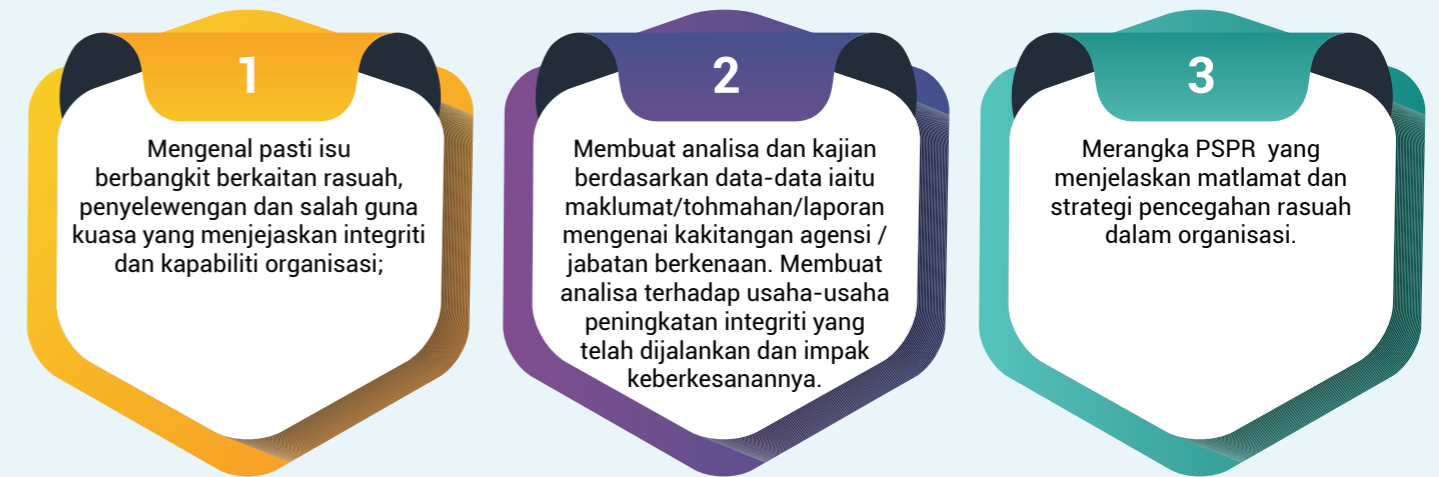 1
Mengenal pasti isu
berbangkit berkaitan rasuah,
penyelewengan dan salah guna
kuasa yang menjejaskan integriti
dan kapabiliti organisasi;
2
Membuat analisa dan kajian
berdasarkan data-data iaitu
maklumat/tohmahan/laporan
mengenai kakitangan agensi /
jabatan berkenaan. Membuat
analisa terhadap usaha-usaha
peningkatan integriti yang
telah dijalankan dan impak
keberkesanannya.
3
Merangka PSPR yang
menjelaskan matlamat dan
strategi pencegahan rasuah
dalam organisasi.